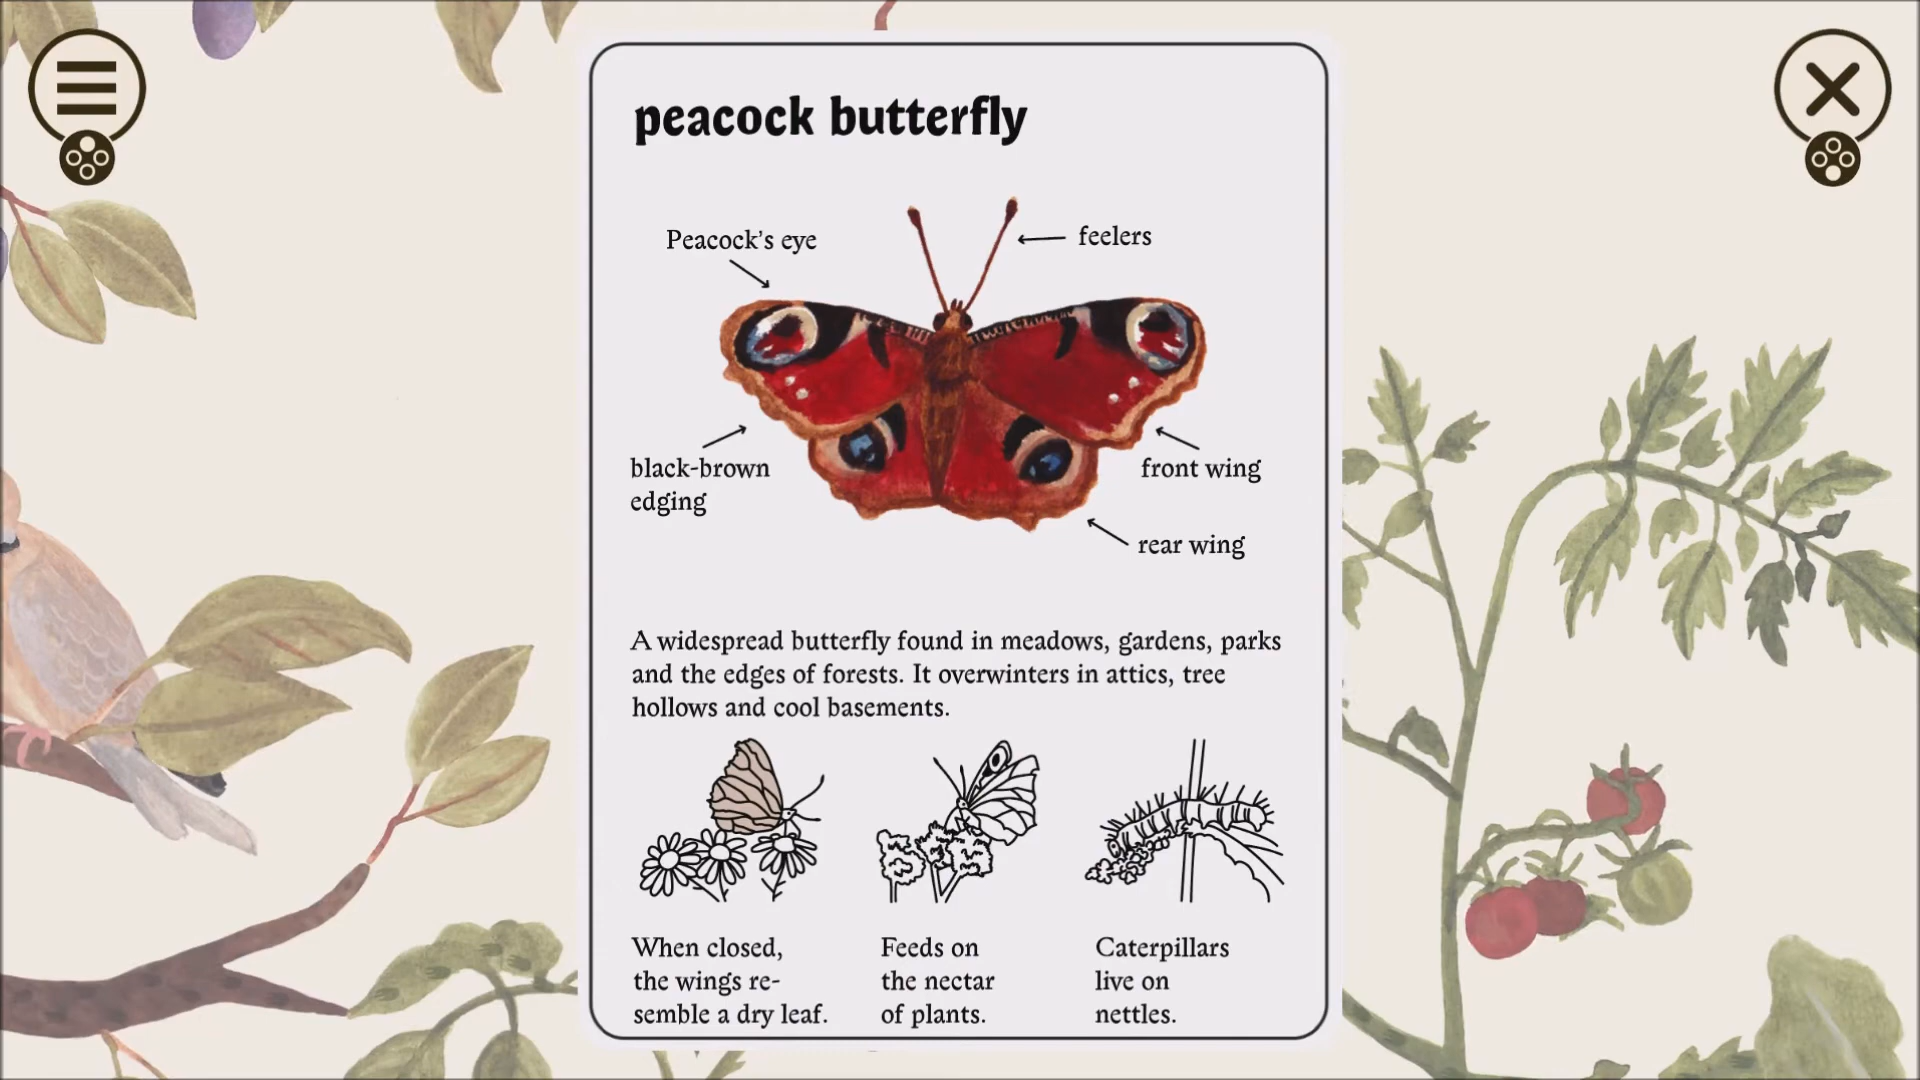 peacock butterfly
Peacock's eye
feelers
black-brown
edging
front wing
rear wing
A widespread butterfly found in meadows, gardens, parks
and the edges of forests. It overwinters in attics, tree
hollows and cool basements.
When closed,
the wings re-
semble a dry leaf.
Feeds on
the nectar
of plants.
Caterpillars
live on
nettles.